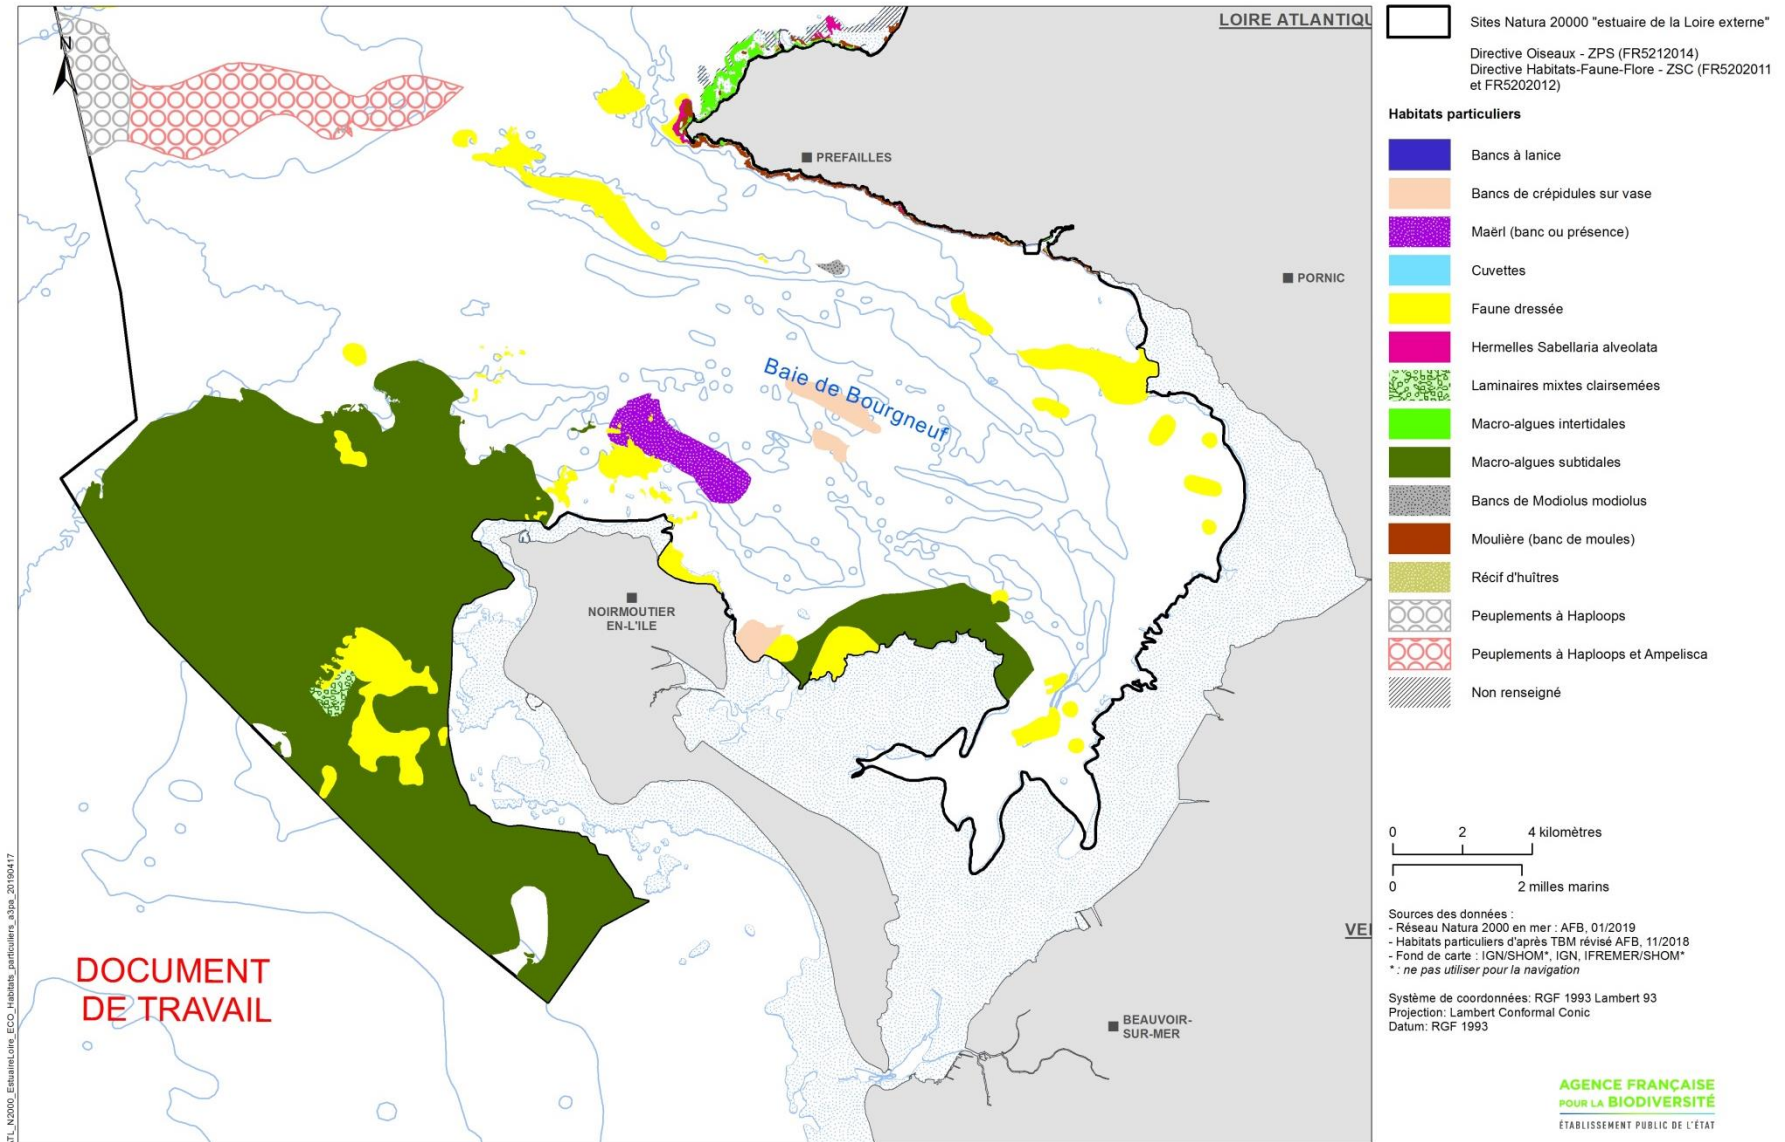 LOIRE ATLANTIQU
N
PREFAILLES
PORNIC
Baie de Bourgneuf
NOIRMOUTIER
EN-L'ILE
VE
BEAUVOIR-
SUR-MER
DOCUMENT
DE TRAVAIL
Sites Natura 20000 "estuaire de la Loire externe"
Directive Oiseaux - ZPS (FR5212014)
Directive Habitats-Faune-Flore - ZSC (FR5202011
et FR5202012)
Habitats particuliers
Bancs à lanice
Bancs de crépidules sur vase
Maërl (banc ou présence)
Cuvettes
Faune dressée
Hermelles Sabellaria alveolata
Laminaires mixtes clairsemées
Macro-algues intertidales
Macro-algues subtidales
Bancs de Modiolus modiolus
Moulière (banc de moules)
Récif d'huîtres
Peuplements à Haploops
Peuplements à Haploops et Ampelisca
Non renseigné
0 2 4 kilomètres
0 2 milles marins
Sources des données :
- Réseau Natura 2000 en mer : AFB, 01/2019
- Habitats particuliers d'après TBM révisé AFB, 11/2018
- Fond de carte : IGN/SHOM*, IGN, IFREMER/SHOM*
* : ne pas utiliser pour la navigation
Système de coordonnées: RGF 1993 Lambert 93
Projection: Lambert Conformal Conic
Datum: RGF 1993
AGENCE FRANÇAISE
POUR LA BIODIVERSITÉ
ÉTABLISSEMENT PUBLIC DE L'ÉTAT
TL_N2000_EstuaireLoire_ECO_Habitats_particuliers_a3pa_20190417